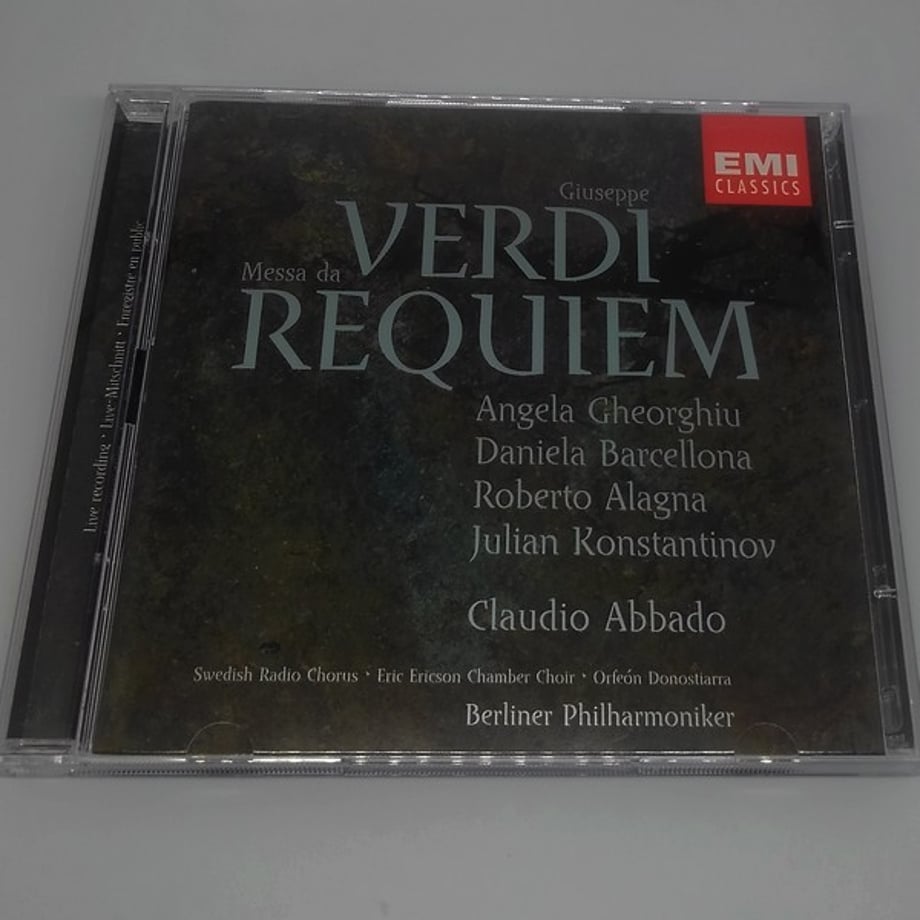 EMI
CLASSICS
Giuseppe
VERDI
Messa da
REQUIEM
Angela Gheorghiu
Daniela Barcellona
Roberto Alagna
Julian Konstantinov
Claudio Abbado
Swedish Radio Chorus · Eric Ericson Chamber Choir · Orfeón Donostiarra
Berliner Philharmoniker
Live recording · Live-Mitschnitt · Enregistré en public